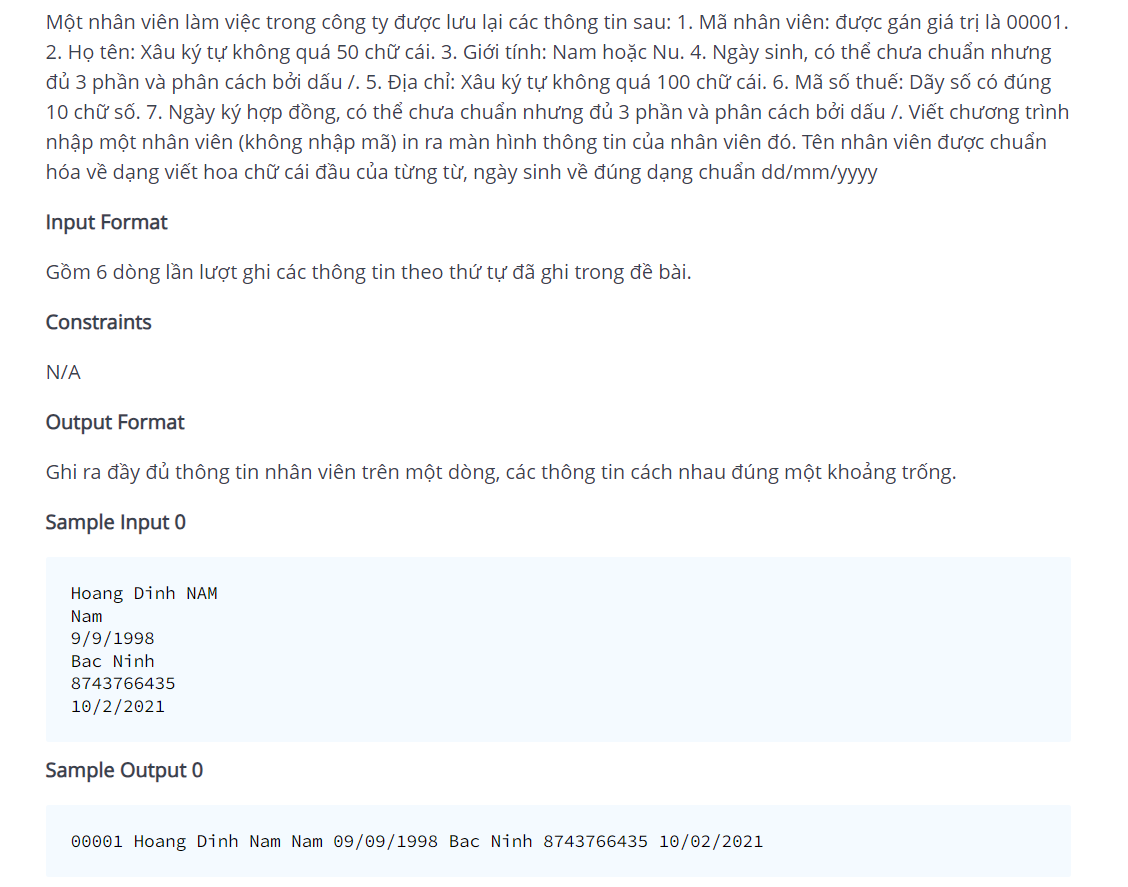 Một nhân viên làm việc trong công ty được lưu lại các thông tin sau: 1. Mã nhân viên: được gán giá trị là 00001.
2. Họ tên: Xâu ký tự không quá 50 chữ cái. 3. Giới tính: Nam hoặc Nu. 4. Ngày sinh, có thể chưa chuẩn nhưng
đủ 3 phần và phân cách bởi dấu /. 5. Địa chỉ: Xâu ký tự không quá 100 chữ cái. 6. Mã số thuế: Dãy số có đúng
10 chữ số. 7. Ngày ký hợp đồng, có thể chưa chuẩn nhưng đủ 3 phần và phân cách bởi dấu /. Viết chương trình
nhập một nhân viên (không nhập mã) in ra màn hình thông tin của nhân viên đó. Tên nhân viên được chuẩn
hóa về dạng viết hoa chữ cái đầu của từng từ, ngày sinh về đúng dạng chuẩn dd/mm/yyyy
Input Format
Gồm 6 dòng lần lượt ghi các thông tin theo thứ tự đã ghi trong đề bài.
Constraints
N/A
Output Format
Ghi ra đầy đủ thông tin nhân viên trên một dòng, các thông tin cách nhau đúng một khoảng trống.
Sample Input 0
Hoang Dinh NAM
Nam
9/9/1998
Bac Ninh
8743766435
10/2/2021
Sample Output 0
00001 Hoang Dinh Nam Nam 09/09/1998 Bac Ninh 8743766435 10/02/2021